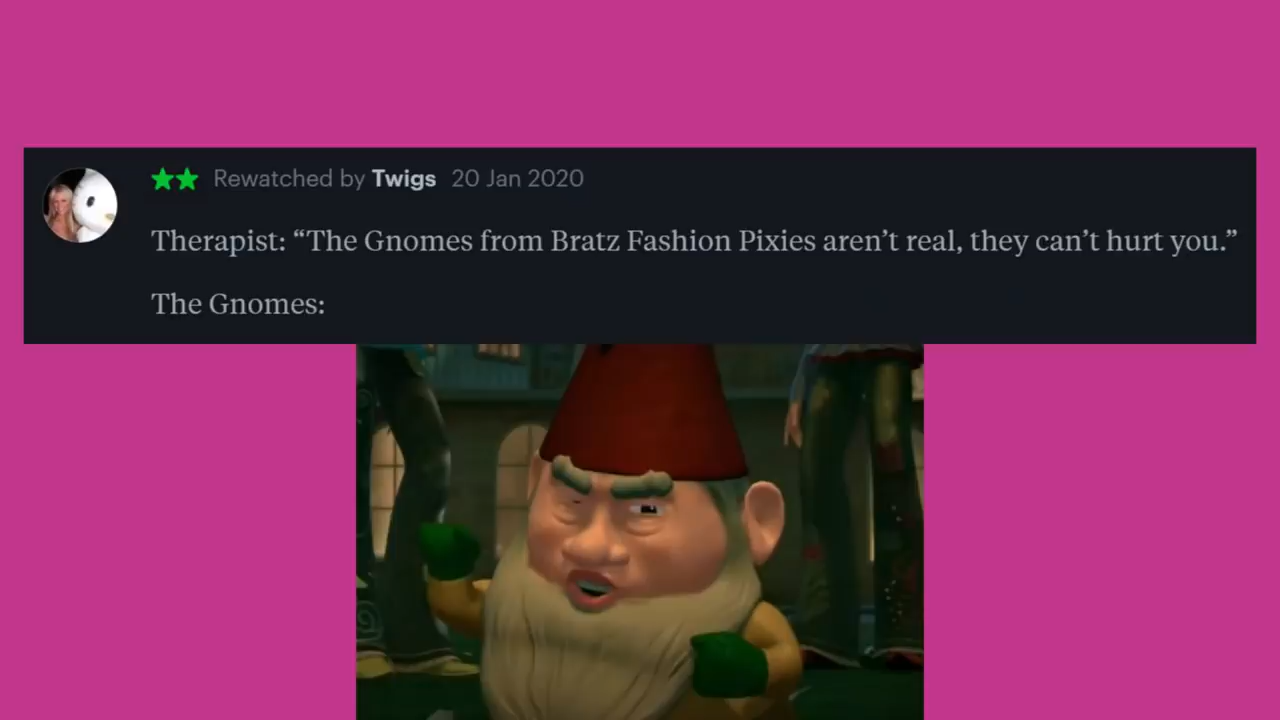 ★★ Rewatched by Twigs 20 Jan 2020
Therapist: “The Gnomes from Bratz Fashion Pixies aren’t real, they can’t hurt you.”
The Gnomes: